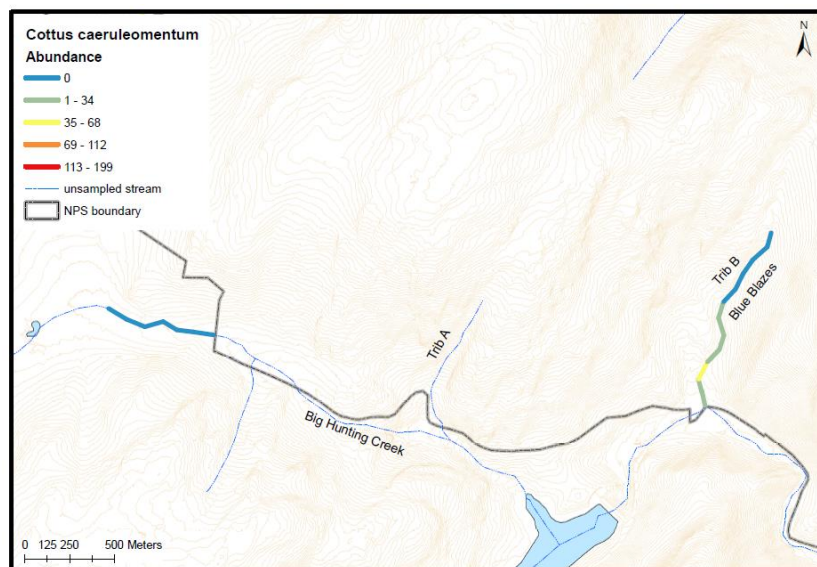 Cottus caeruleomentum
Abundance
0
1 - 34
35 - 68
69 - 112
113 - 199
unsampled stream
NPS boundary
N
Trib B
Blue Blazes
Trib A
Big Hunting Creek
0 125 250 500 Meters